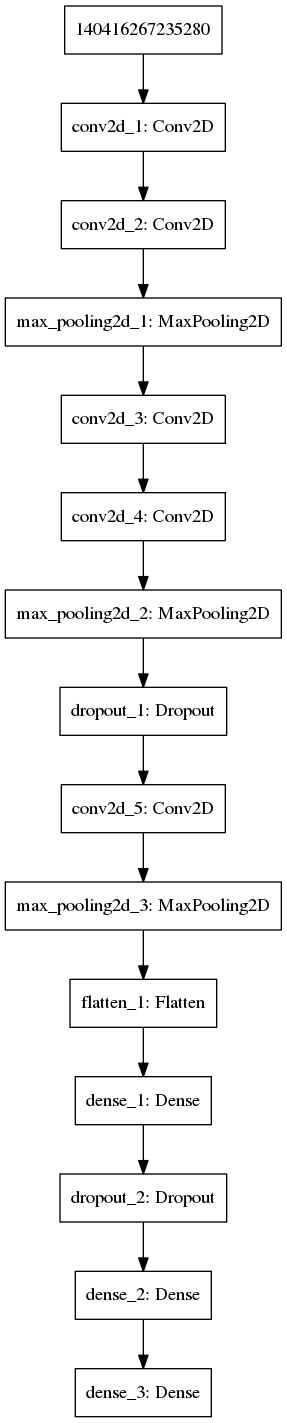 140416267235280
conv2d_1: Conv2D
conv2d_2: Conv2D
max_pooling2d_1: MaxPooling2D
conv2d_3: Conv2D
conv2d_4: Conv2D
max_pooling2d_2: MaxPooling2D
dropout_1: Dropout
conv2d_5: Conv2D
max_pooling2d_3: MaxPooling2D
flatten_1: Flatten
dense_1: Dense
dropout_2: Dropout
dense_2: Dense
dense_3: Dense